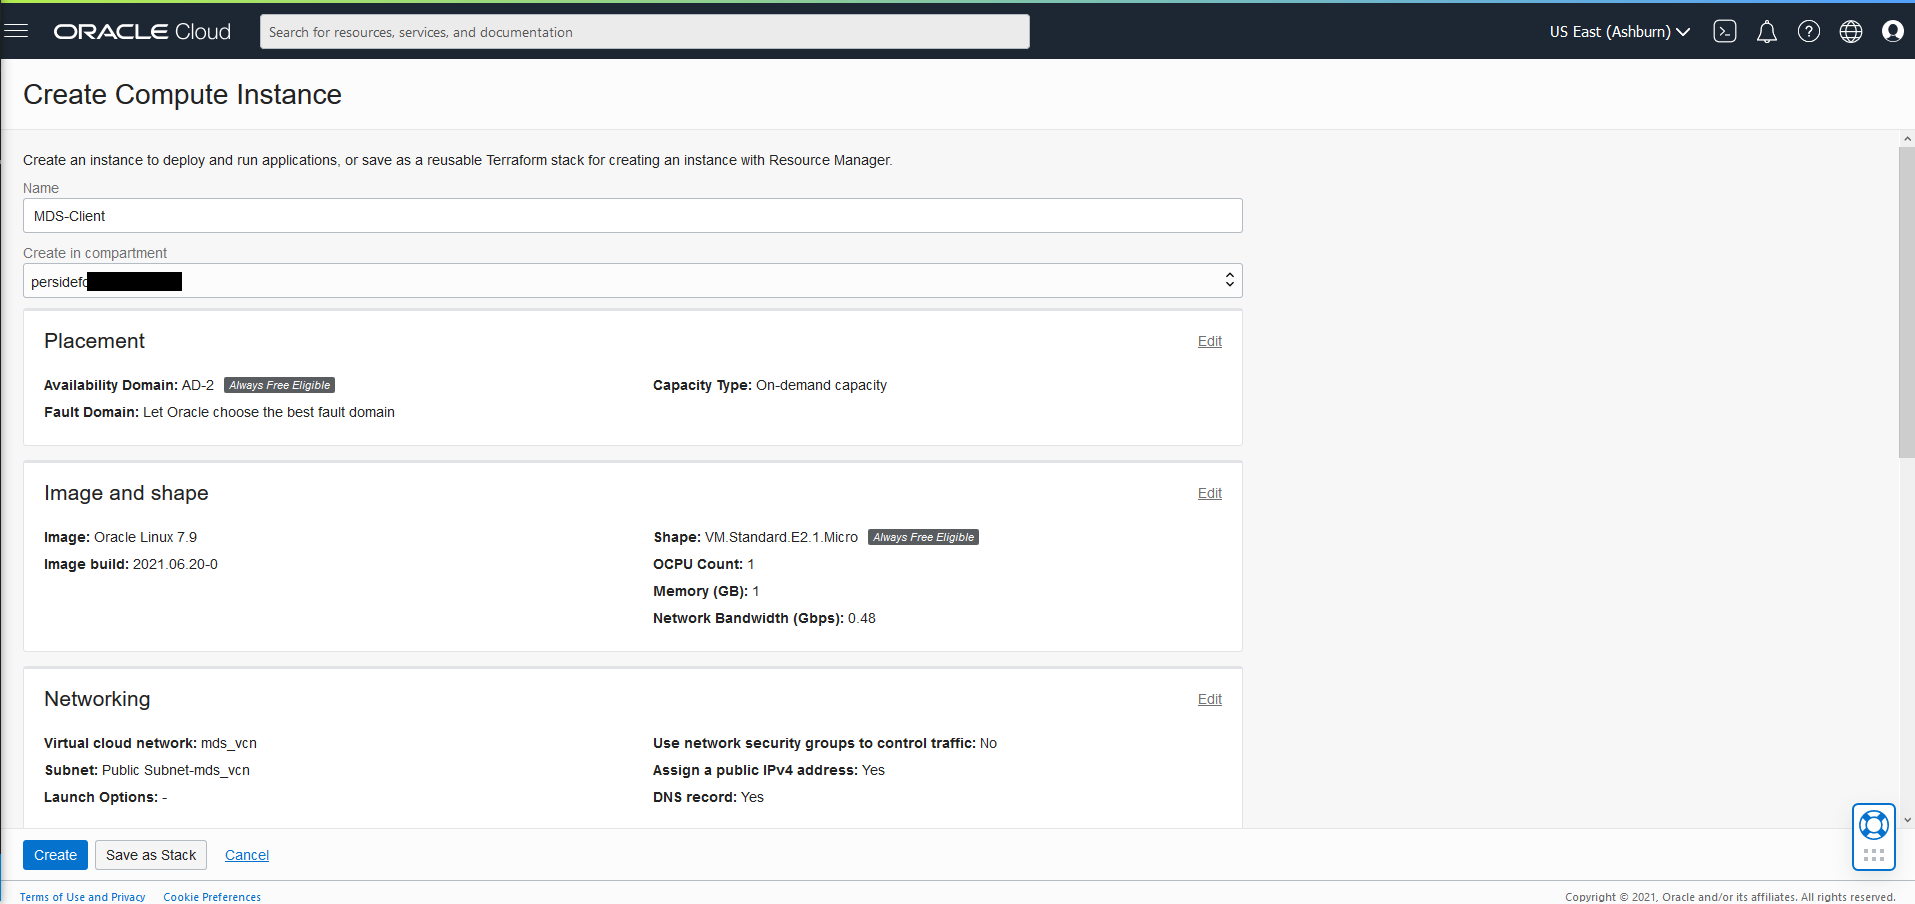 ORACLE Cloud
Search for resources, services, and documentation
US East (Ashburn)
Create Compute Instance
Create an instance to deploy and run applications, or save as a reusable Terraform stack for creating an instance with Resource Manager.
Name
MDS-Client
Create in compartment
persidefo
Placement
Edit
Availability Domain: AD-2 Always Free Eligible
Capacity Type: On-demand capacity
Fault Domain: Let Oracle choose the best fault domain
Image and shape
Edit
Image: Oracle Linux 7.9
Image build: 2021.06.20-0
Shape: VM.Standard.E2.1.Micro Always Free Eligible
OCPU Count: 1
Memory (GB): 1
Network Bandwidth (Gbps): 0.48
Networking
Edit
Virtual cloud network: mds_vcn
Subnet: Public Subnet-mds_vcn
Launch Options: -
Use network security groups to control traffic: No
Assign a public IPv4 address: Yes
DNS record: Yes
Create
Save as Stack
Cancel
Terms of Use and Privacy
Cookie Preferences
Copyright © 2021, Oracle and/or its affiliates. All rights reserved.